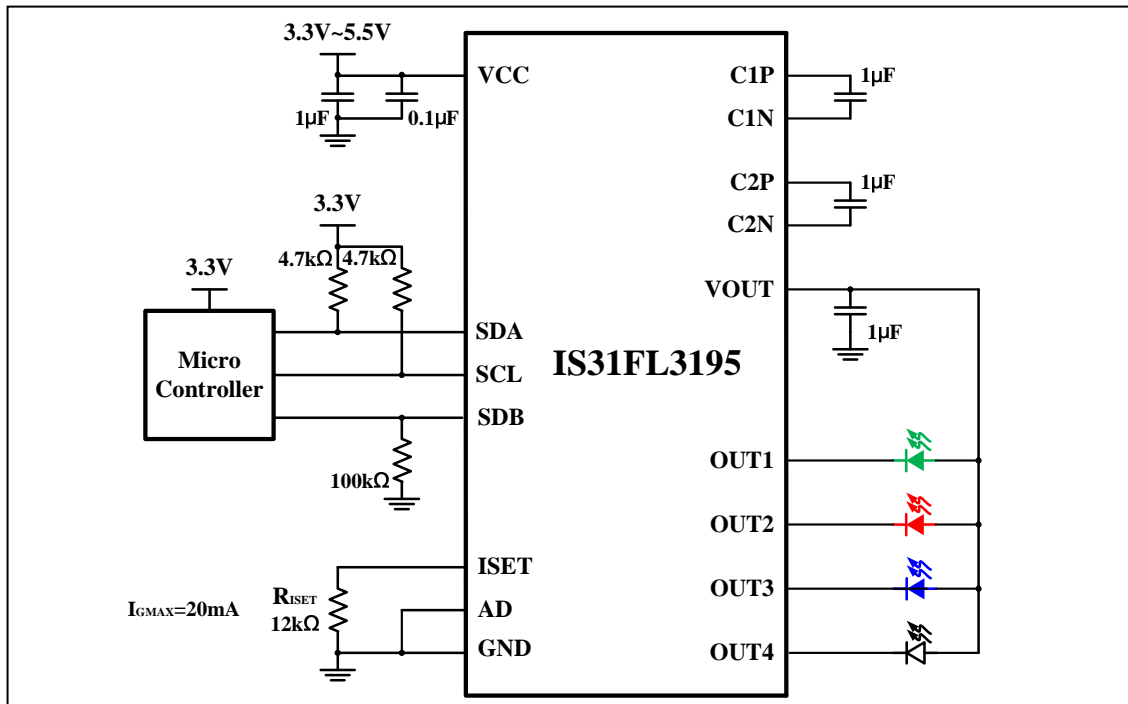 3.3V~5.5V
VCC
1μF
0.1μF
3.3V
4.7kΩ
4.7kΩ
3.3V
Micro
Controller
SDA
SCL
SDB
100kΩ
ISET
AD
GND
RISET
12kΩ
IGMAX=20mA
IS31FL3195
C1P
C1N
1μF
C2P
C2N
1μF
VOUT
1μF
OUT1
OUT2
OUT3
OUT4